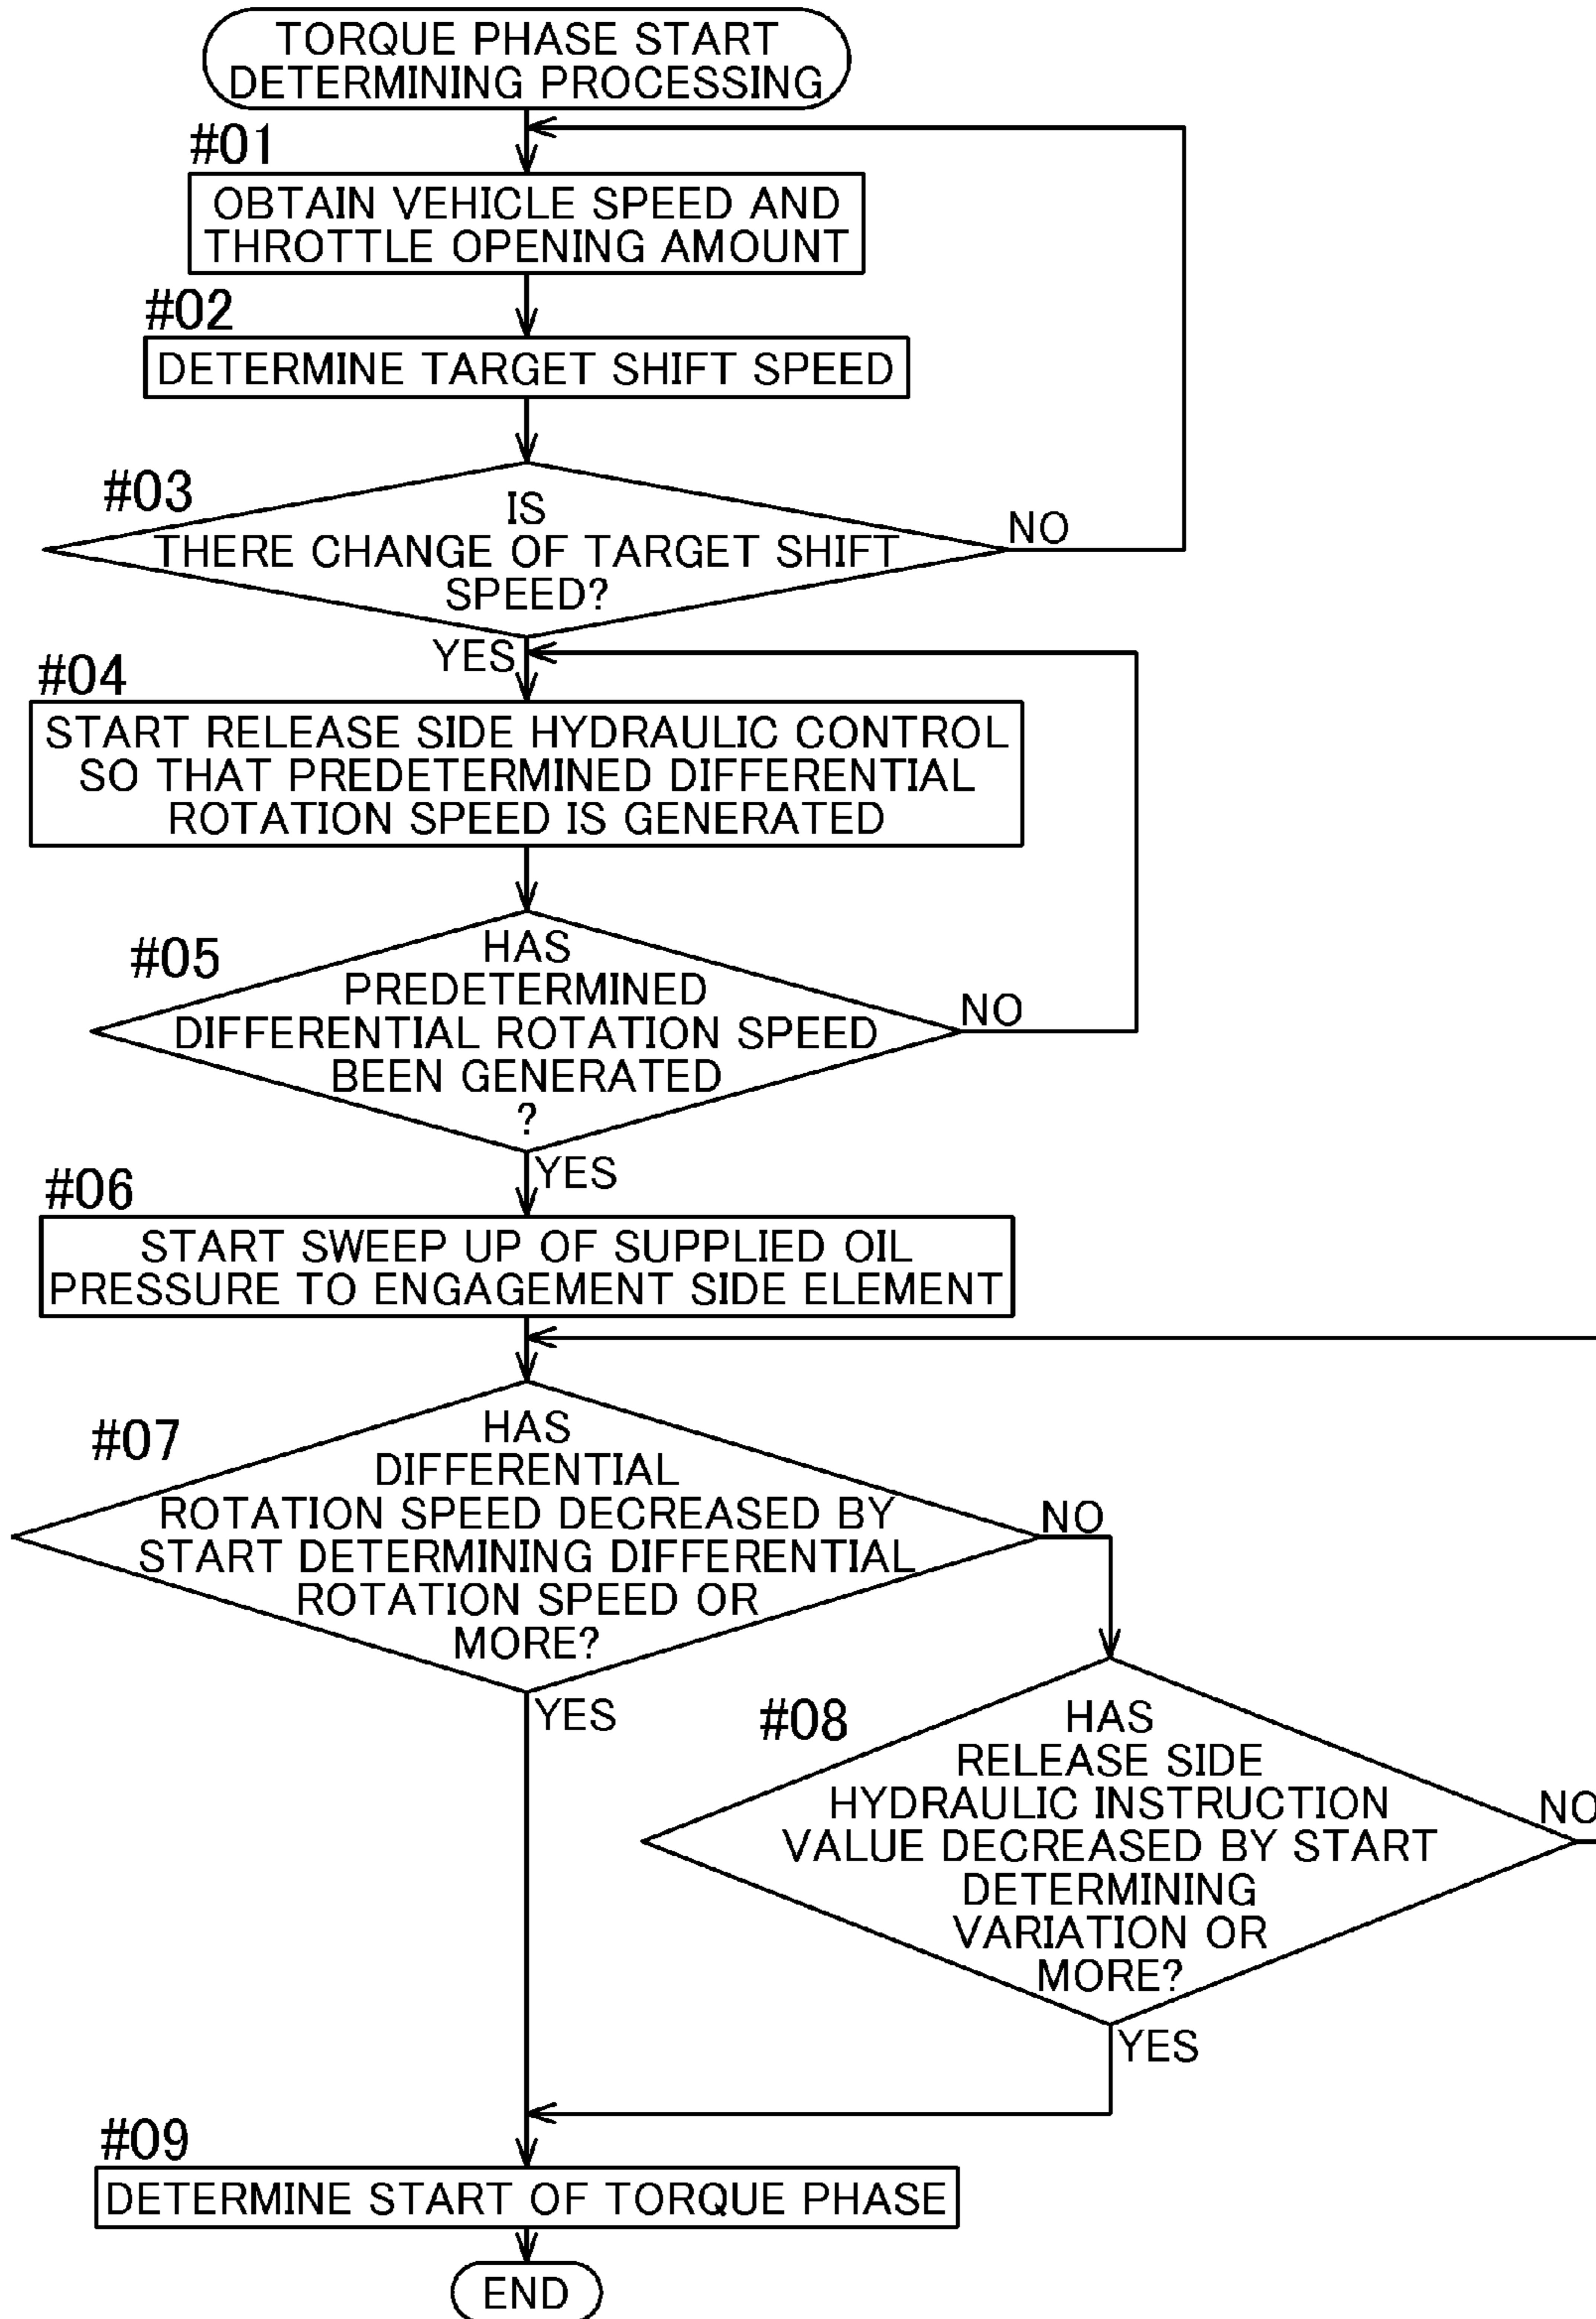 TORQUE PHASE START
DETERMINING PROCESSING
#01
OBTAIN VEHICLE SPEED AND
THROTTLE OPENING AMOUNT
#02
DETERMINE TARGET SHIFT SPEED
#03
IS
THERE CHANGE OF TARGET SHIFT
SPEED?
NO
YES
#04
START RELEASE SIDE HYDRAULIC CONTROL
SO THAT PREDETERMINED DIFFERENTIAL
ROTATION SPEED IS GENERATED
#05
HAS
PREDETERMINED
DIFFERENTIAL ROTATION SPEED
BEEN GENERATED
?
NO
YES
#06
START SWEEP UP OF SUPPLIED OIL
PRESSURE TO ENGAGEMENT SIDE ELEMENT
#07
HAS
DIFFERENTIAL
ROTATION SPEED DECREASED BY
START DETERMINING DIFFERENTIAL
ROTATION SPEED OR
MORE?
NO
YES
#08
HAS
RELEASE SIDE
HYDRAULIC INSTRUCTION
VALUE DECREASED BY START
DETERMINING
VARIATION OR
MORE?
NO
YES
#09
DETERMINE START OF TORQUE PHASE
END